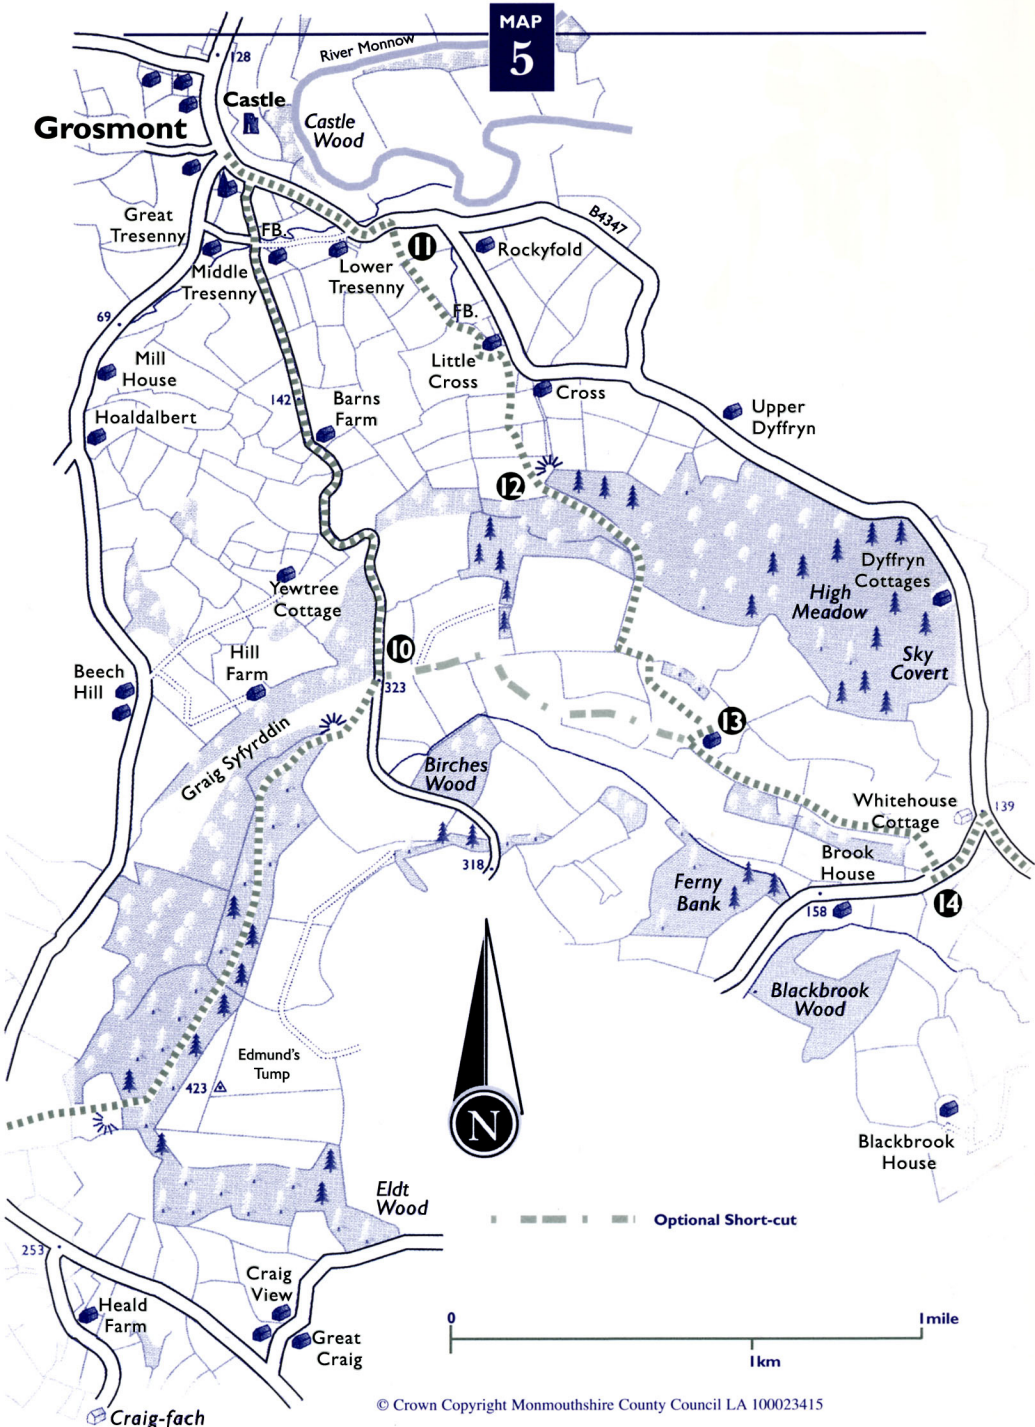 MAP
5
River Monnow
128
Castle
Castle
Wood
Grosmont
B4347
Great
Tresenny
FB.
11
Rockyfold
Middle
Tresenny
Lower
Tresenny
69
FB.
Mill
House
Little
Cross
142
Barns
Farm
Cross
Hoaldalbert
Upper
Dyffryn
12
Dyffryn
Cottages
Yewtree
Cottage
High
Meadow
10
Hill
Farm
Sky
Covert
Beech
Hill
323
13
Graig Syfyrddin
Birches
Wood
Whitehouse
Cottage
139
318
Brook
House
Ferny
Bank
158
14
Blackbrook
Wood
Edmund's
Tump
423
N
Blackbrook
House
Eldt
Wood
Optional Short-cut
253
Craig
View
Heald
Farm
Great
Craig
0
1mile
1km
© Crown Copyright Monmouthshire County Council LA 100023415
Craig-fach